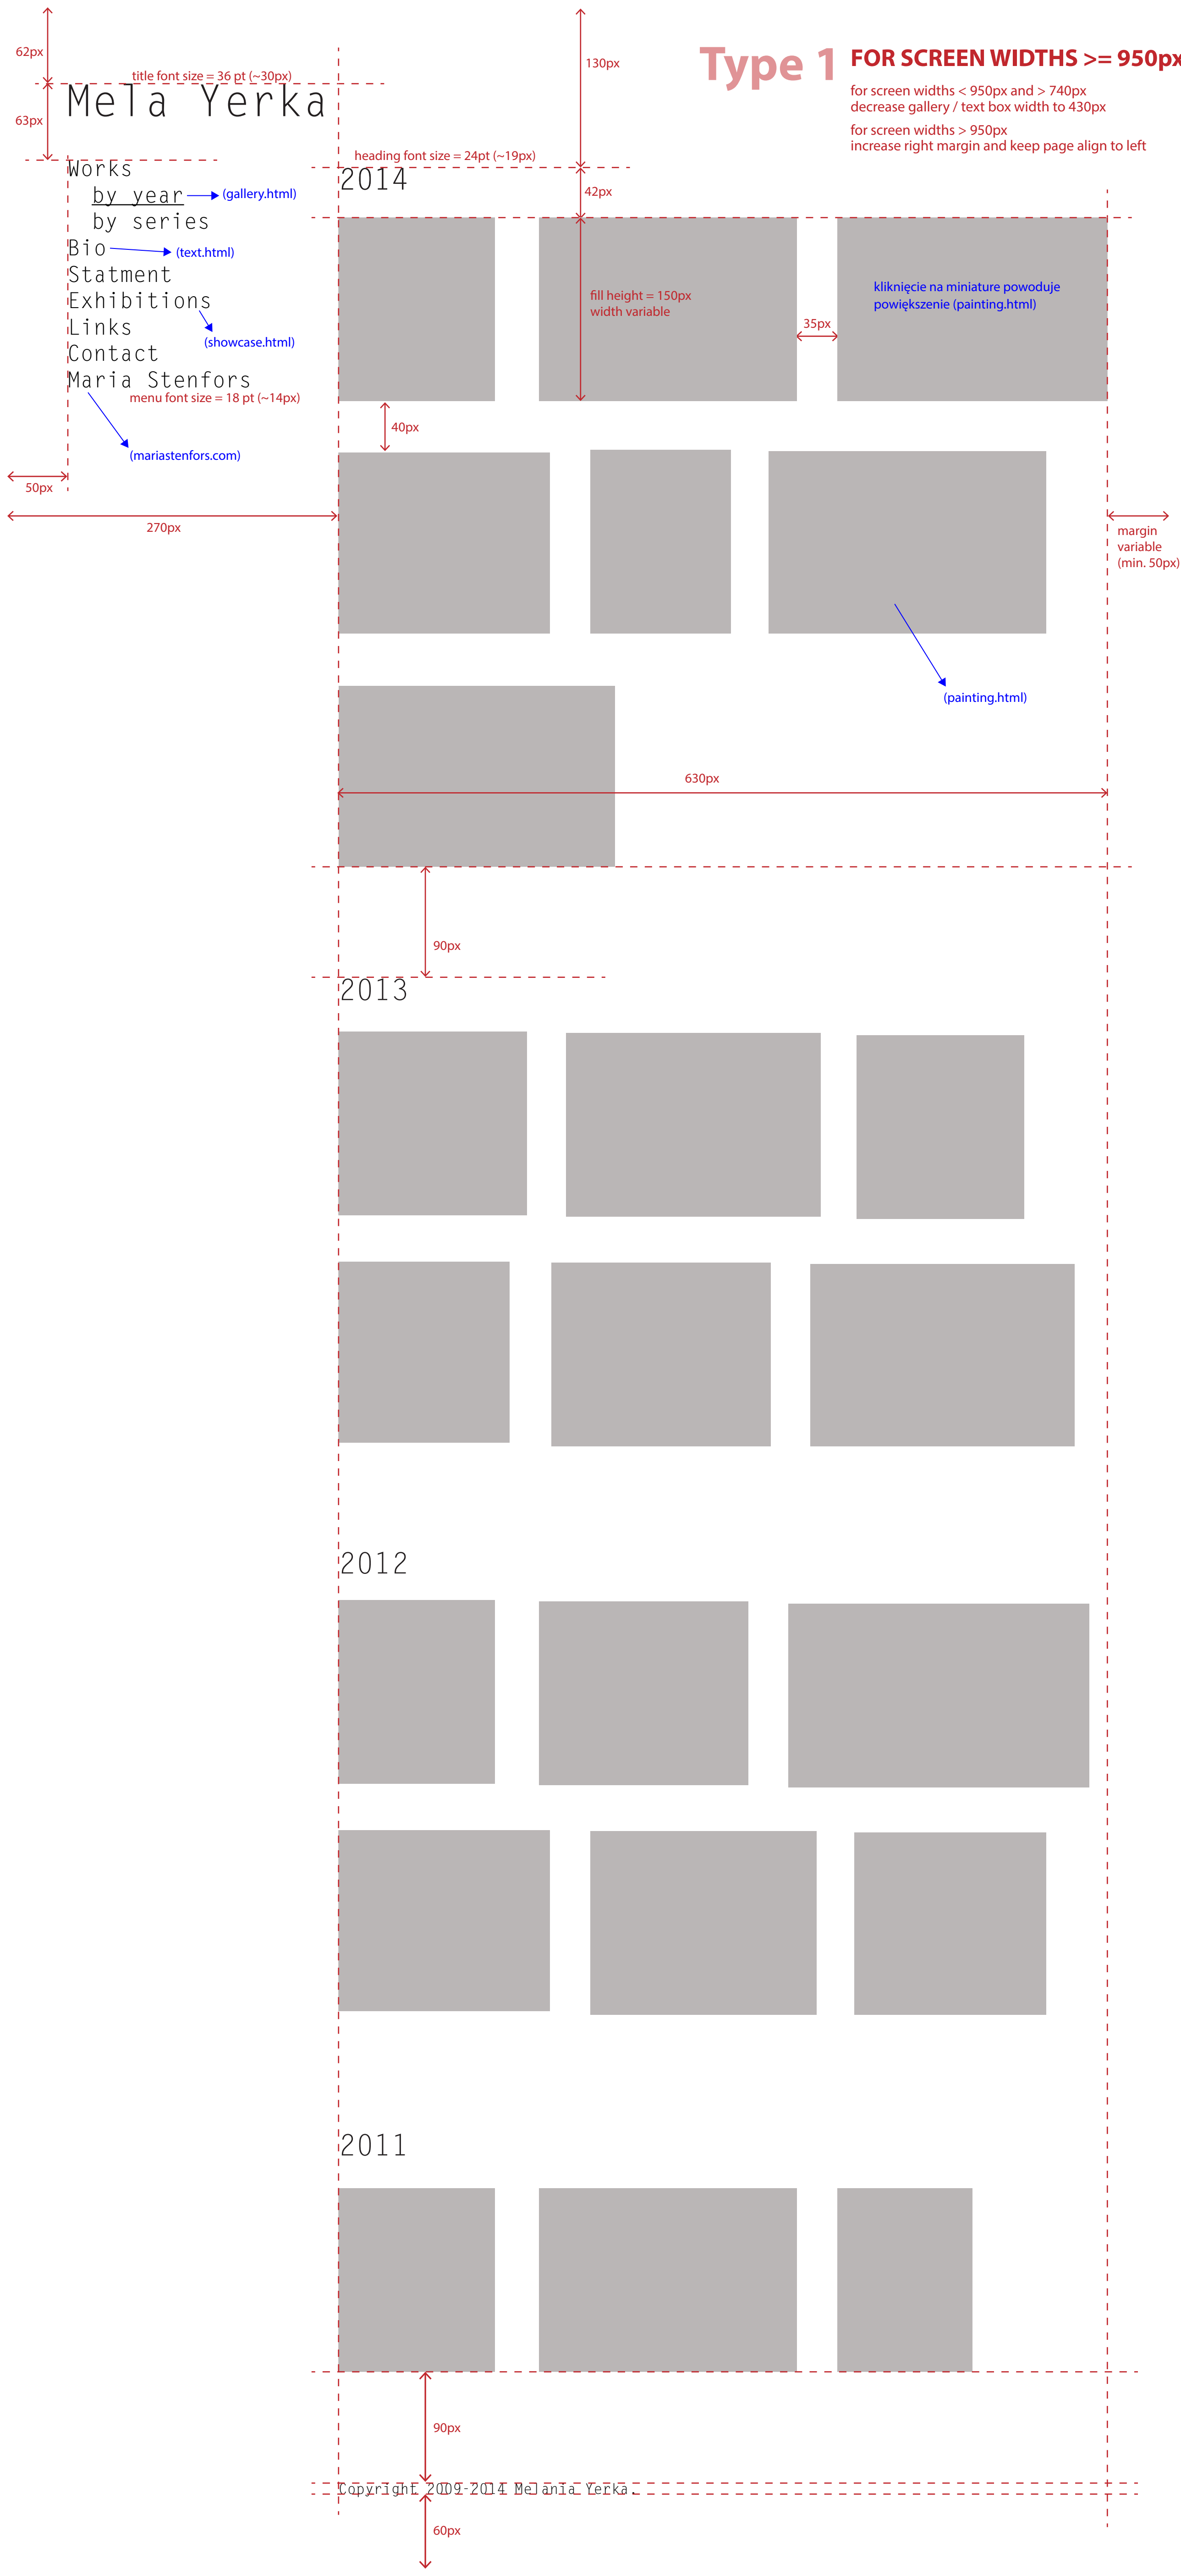 62px
130px
Type 1
FOR SCREEN WIDTHS >= 950px
for screen widths < 950px and > 740px
decrease gallery / text box width to 430px
for screen widths > 950px
increase right margin and keep page align to left
title font size = 36 pt (~30px)
Mela Yerka
63px
heading font size = 24pt (~19px)
2014
42px
Works
by year
(gallery.html)
by series
Bio
(text.html)
Statment
Exhibitions
Links
(showcase.html)
Contact
Maria Stenfors
menu font size = 18 pt (~14px)
(mariastenfors.com)
50px
270px
fill height = 150px
width variable
35px
kliknięcie na miniature powoduje
powiększenie (painting.html)
40px
margin
variable
(min. 50px)
(painting.html)
630px
90px
2013
2012
2011
90px
Copyright 2009-2014 Melania Yerka.
60px